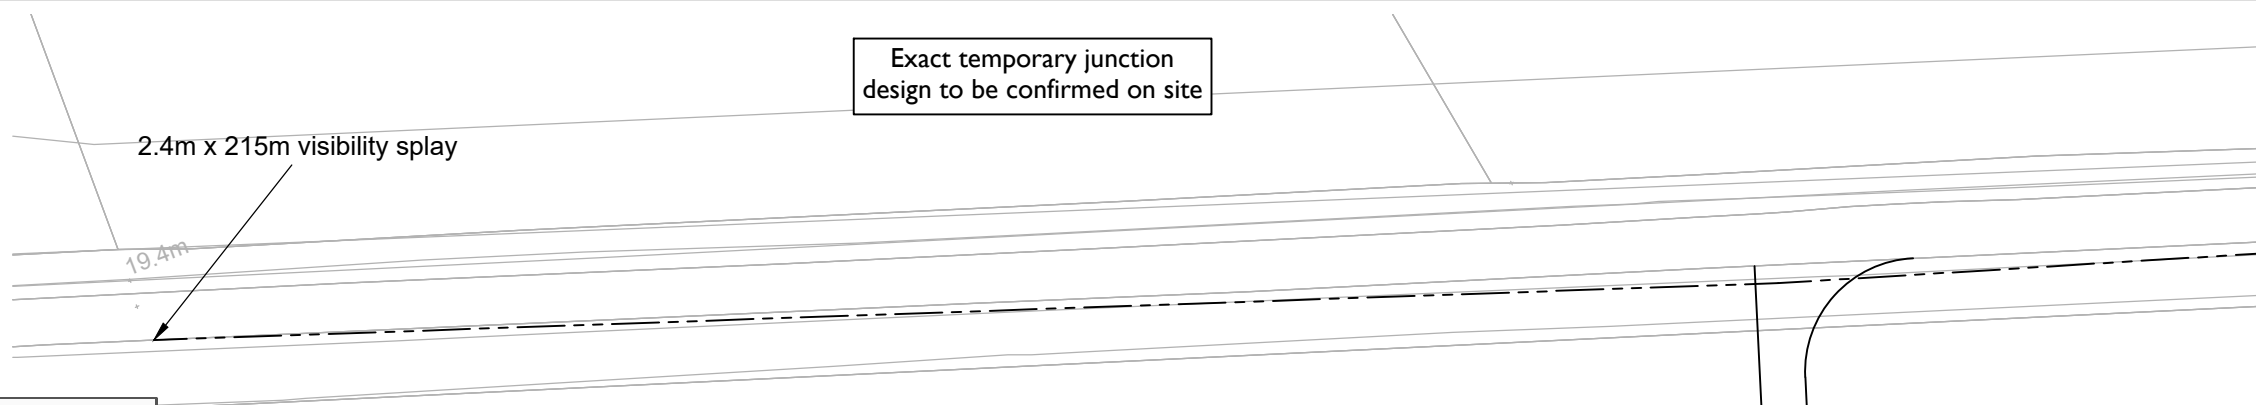 Exact temporary junction
design to be confirmed on site
2.4m x 215m visibility splay
19.4m